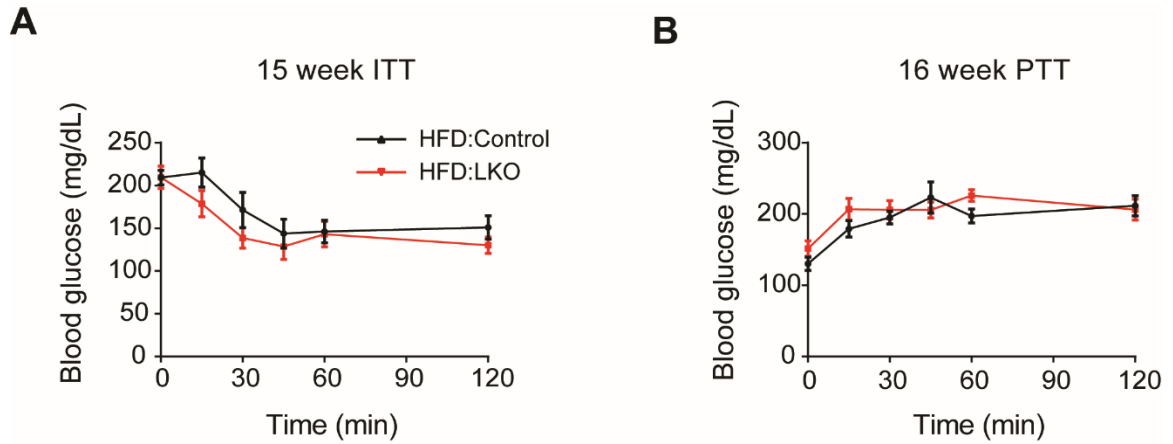 A
15 week ITT
Blood glucose (mg/dL)
250
200
150
100
50
0
0 30 60 90 120
Time (min)
HFD:Control
HFD:LKO
B
16 week PTT
Blood glucose (mg/dL)
300
200
100
0
0 30 60 90 120
Time (min)